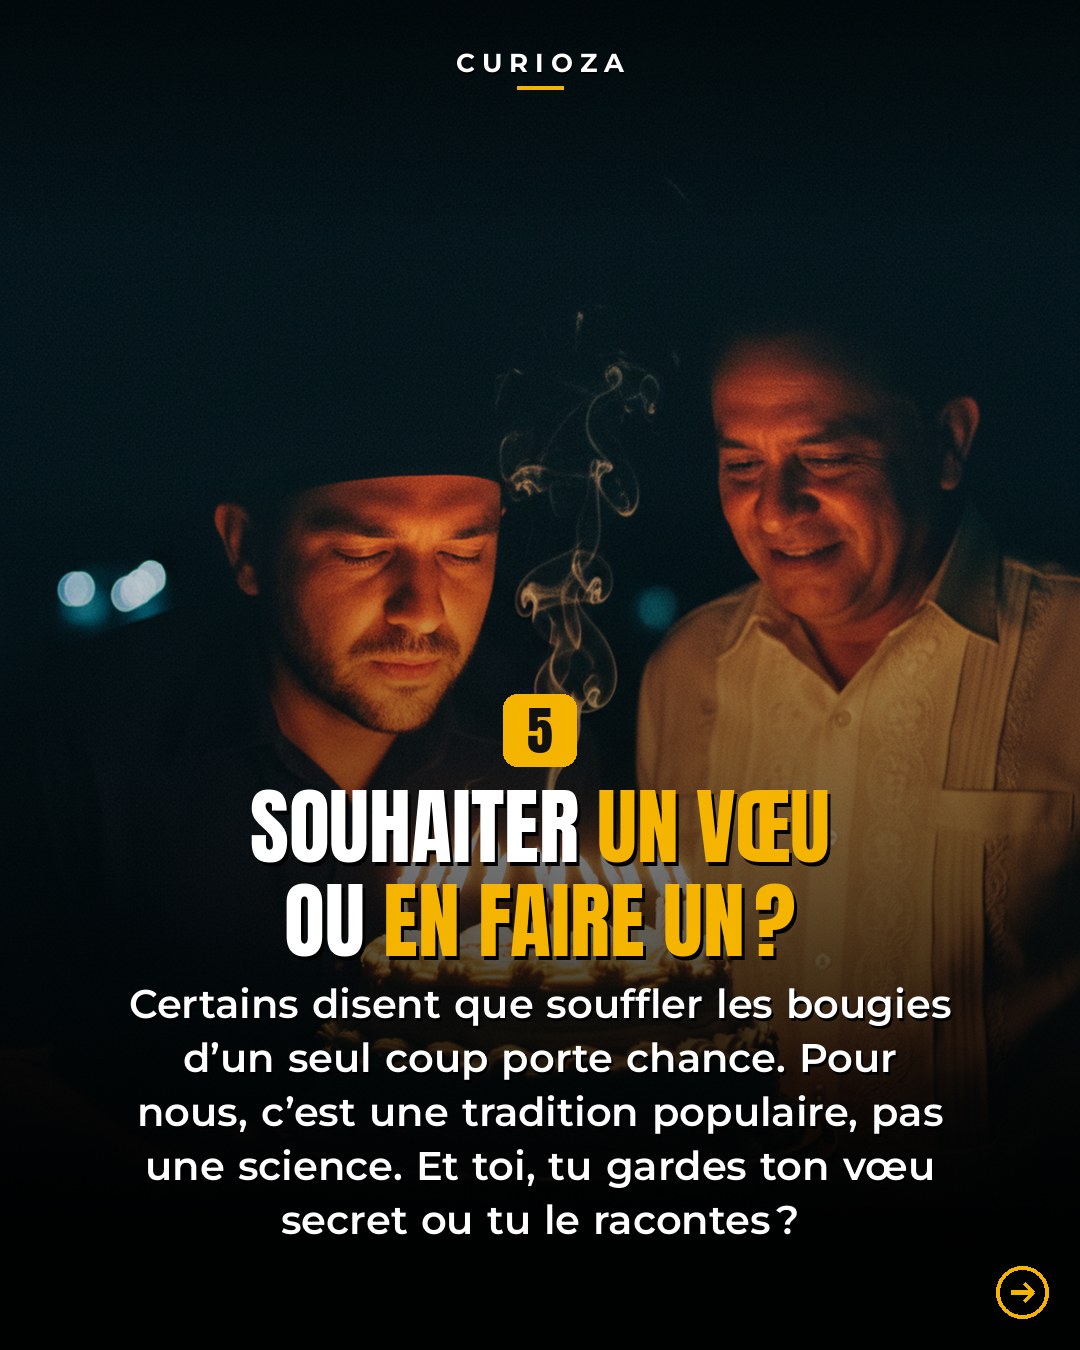 CURIOZA
5
SOUHAITER UN VŒU
OU EN FAIRE UN ?
Certains disent que souffler les bougies
d’un seul coup porte chance. Pour
nous, c’est une tradition populaire, pas
une science. Et toi, tu gardes ton vœu
secret ou tu le racontes ?